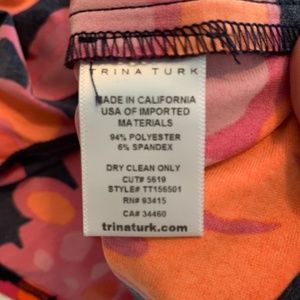 TRINA TURK
MADE IN CALIFORNIA
USA OF IMPORTED
MATERIALS
94% POLYESTER
6% SPANDEX
DRY CLEAN ONLY
CUT# 5619
STYLE# TT156501
RN# 93415
CA# 34460
trinaturk.com